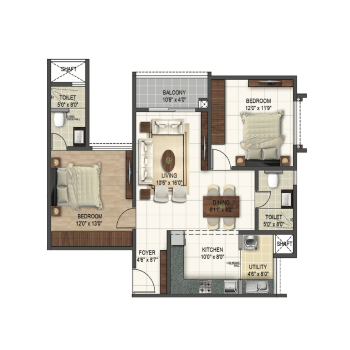 SHAFT
TOILET
5'0" x 8'0"
BALCONY
10'8" x 4'0"
BEDROOM
12'0" x 11'9"
LIVING
10'6" x 16'0"
BEDROOM
12'0" x 13'0"
DINING
TOILET
5'0" x 8'0"
SHAFT
FOYER
4'6" x 8'7"
KITCHEN
10'0" x 8'0"
UTILITY
4'6" x 8'0"